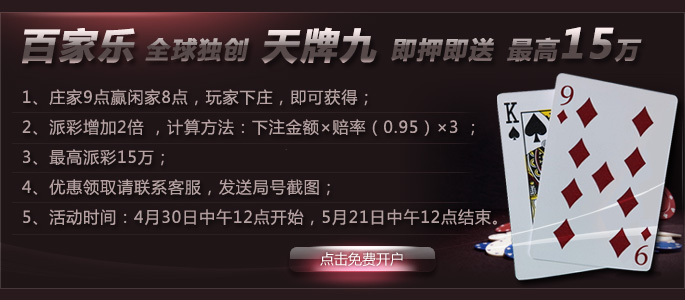 百家乐 全球独创 天牌九 即押即送 最高15万
1、庄家9点赢闲家8点，玩家下庄，即可获得；
2、派彩增加2倍 ，计算方法：下注金额×赔率（0.95）×3 ；
3、最高派彩15万；
4、优惠领取请联系客服，发送局号截图；
5、活动时间：4月30日中午12点开始，5月21日中午12点结束。
点击免费开户
K
9
9